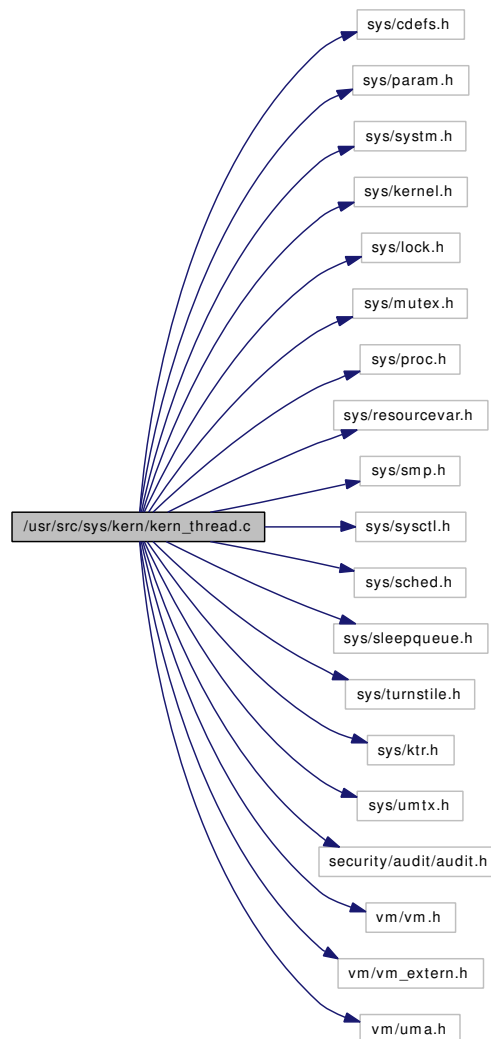 sys/cdefs.h
sys/param.h
sys/systm.h
sys/kernel.h
sys/lock.h
sys/mutex.h
sys/proc.h
sys/resourcevar.h
sys/smp.h
/usr/src/sys/kern/kern_thread.c
sys/sysctl.h
sys/sched.h
sys/sleepqueue.h
sys/turnstile.h
sys/ktr.h
sys/umtx.h
security/audit/audit.h
vm/vm.h
vm/vm_extern.h
vm/uma.h